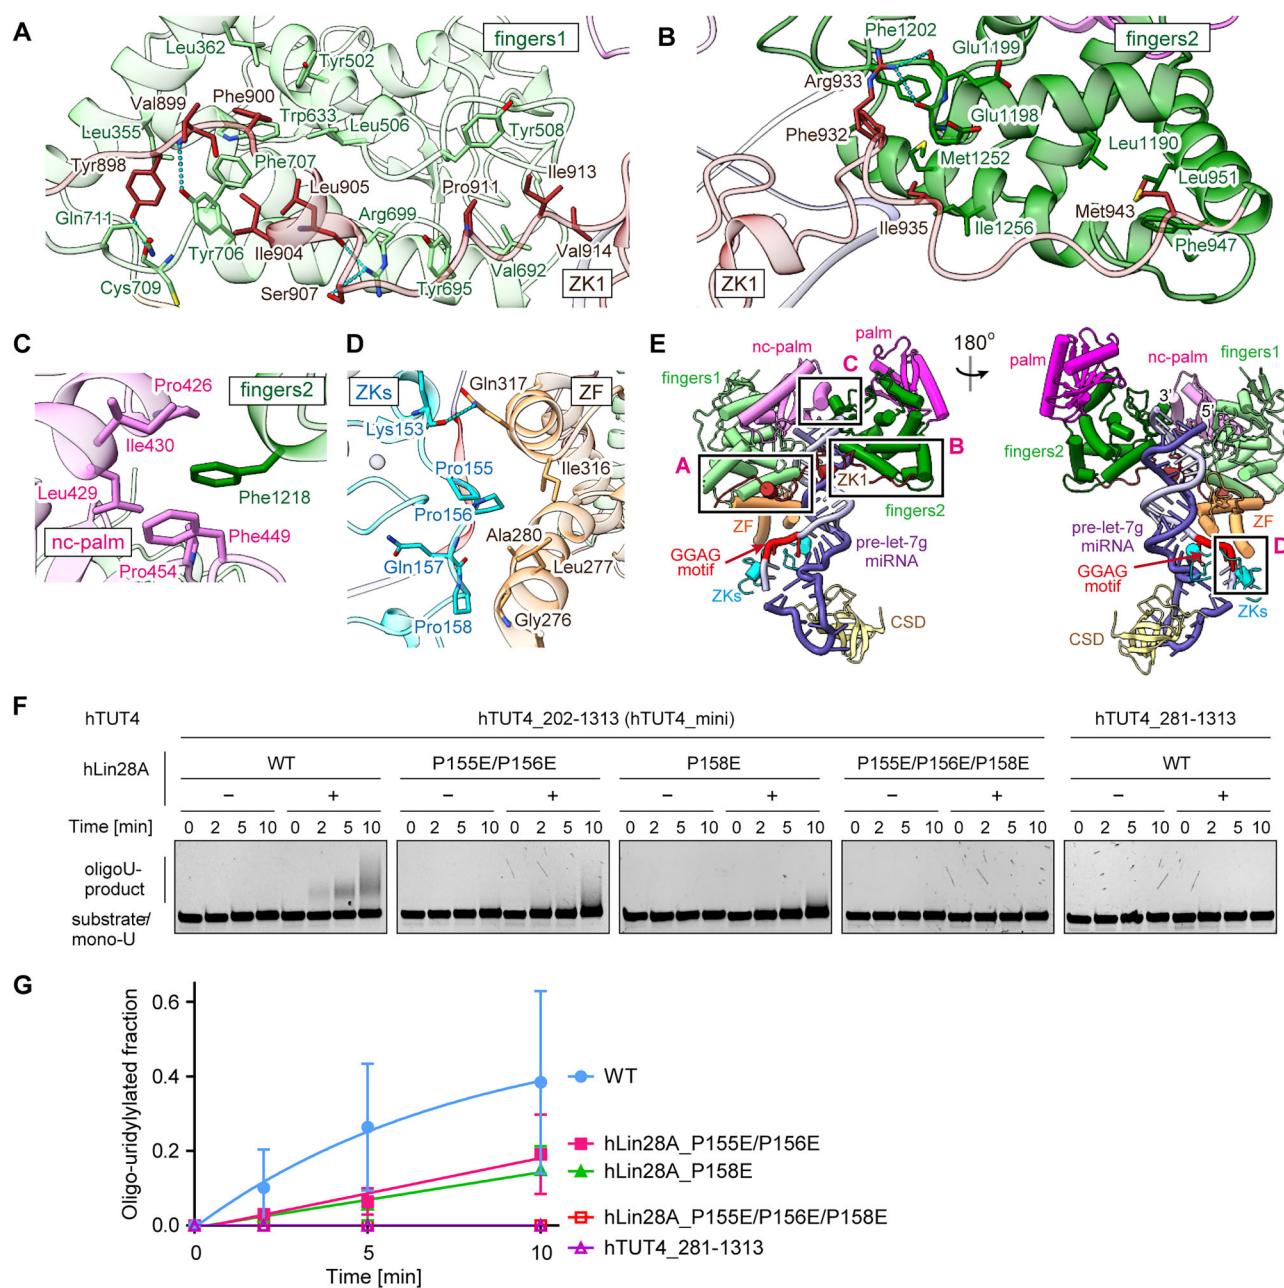 A
fingers1
Leu362
Tyr502
Val899
Phe900
Leu355
Trp633
Leu506
Tyr508
Tyr898
Phe707
Ile913
Leu905
Pro911
Gln711
Arg699
Tyr706
Ile904
Val914
Val692
Cys709
Ser907
Tyr695
ZK1
B
Phe1202
Glu1199
fingers2
Arg933
Glu1198
Phe932
Met1252
Leu1190
Leu951
Met943
Ile935
Ile1256
Phe947
ZK1
C
Pro426
fingers2
Ile430
Leu429
Phe1218
nc-palm
Phe449
Pro454
D
ZKs
Gln317
ZF
Lys153
Pro155
Ile316
Pro156
Ala280
Gln157
Leu277
Pro158
Gly276
E
nc-palm
palm
180°
fingers1
C
A
B
ZK1
ZF
fingers2
GGAG
motif
pre-let-7g
miRNA
ZKs
CSD
palm
nc-palm
fingers1
3'
5'
fingers2
ZF
pre-let-7g
miRNA
D
GGAG
motif
ZKs
CSD
F
hTUT4 hTUT4_202-1313 (hTUT4_mini) hTUT4_281-1313
hLin28A WT P155E/P156E P158E P155E/P156E/P158E WT
− + − + − + − + − +
Time [min] 0 2 5 10 0 2 5 10 0 2 5 10 0 2 5 10 0 2 5 10 0 2 5 10 0 2 5 10 0 2 5 10 0 2 5 10 0 2 5 10
oligoU-
product
substrate/
mono-U
G
Oligo-uridylylated fraction
0.6
0.4
0.2
0.0
0 5 10
Time [min]
WT
hLin28A_P155E/P156E
hLin28A_P158E
hLin28A_P155E/P156E/P158E
hTUT4_281-1313